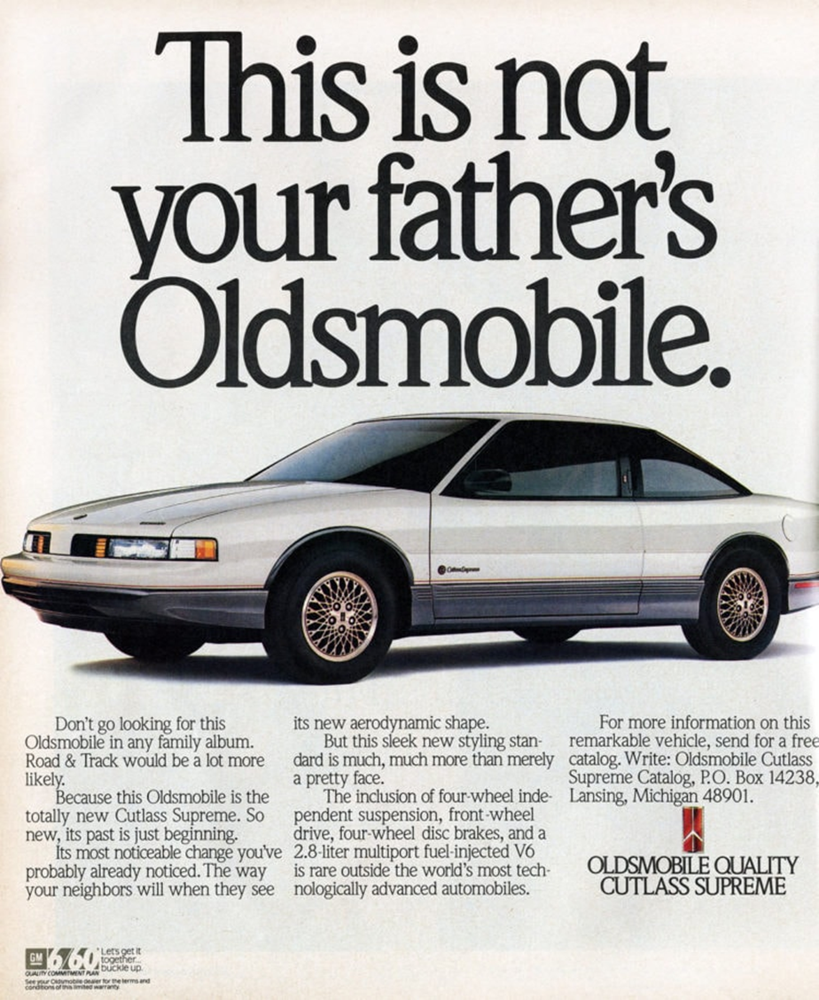 This is not
your father's
Oldsmobile.
Cutlass Supreme
Don't go looking for this
Oldsmobile in any family album.
Road & Track would be a lot more
likely.
Because this Oldsmobile is the
totally new Cutlass Supreme. So
new, its past is just beginning.
Its most noticeable change you've
probably already noticed. The way
your neighbors will when they see
its new aerodynamic shape.
But this sleek new styling stan-
dard is much, much more than merely
a pretty face.
The inclusion of four-wheel inde-
pendent suspension, front-wheel
drive, four-wheel disc brakes, and a
2.8-liter multiport fuel-injected V6
is rare outside the world's most tech-
nologically advanced automobiles.
For more information on this
remarkable vehicle, send for a free
catalog. Write: Oldsmobile Cutlass
Supreme Catalog, P.O. Box 14238,
Lansing, Michigan 48901.
OLDSMOBILE QUALITY
CUTLASS SUPREME
GM 6/60
QUALITY COMMITMENT PLAN
Let's get it
together...
buckle up.
See your Oldsmobile dealer for the terms and
conditions of this limited warranty.